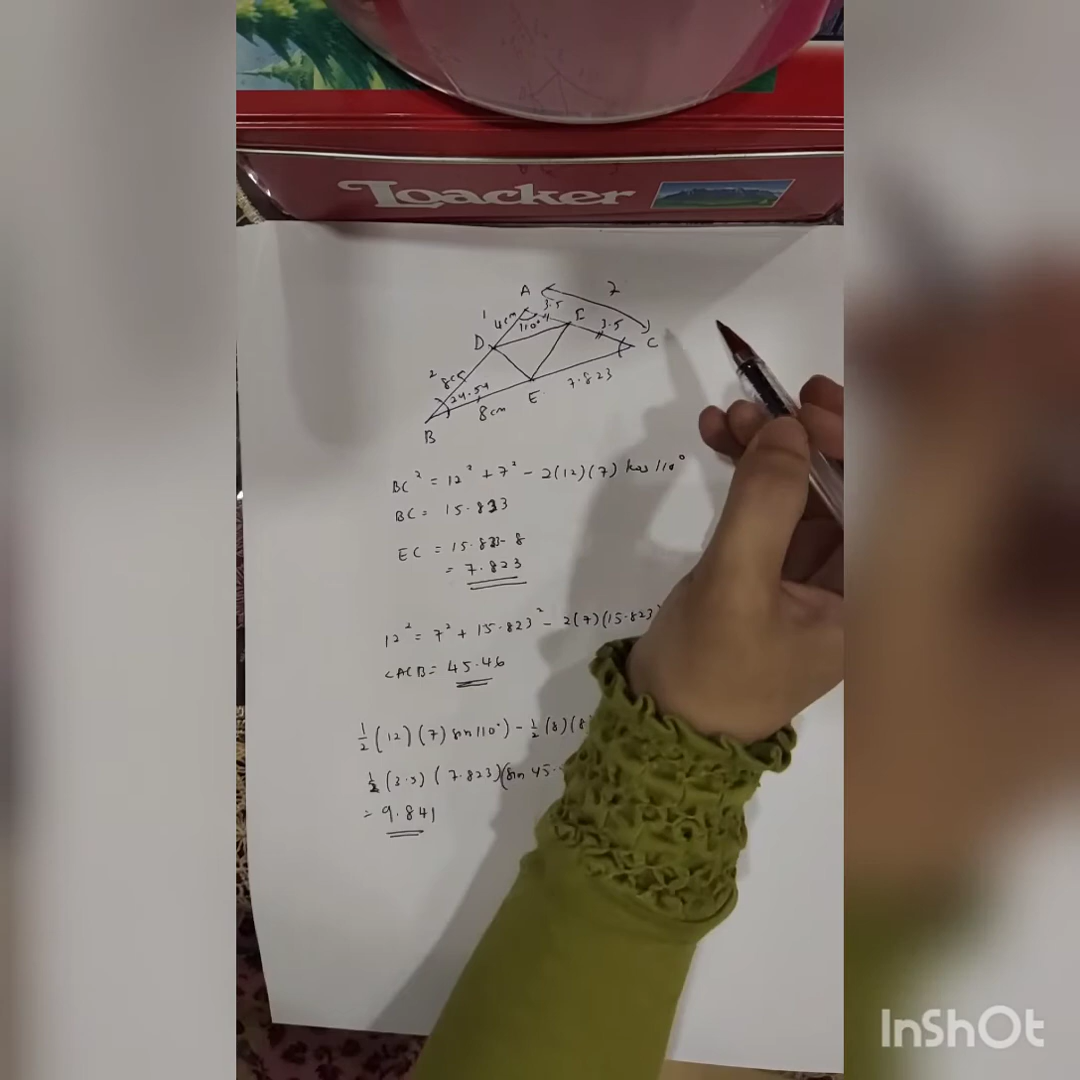 Loacker
A
7
1
4cm
3.5
110°
3.5
D
C
2
8cm
24.54
7.823
8cm
E
B
BC² = 12² + 7² - 2(12)(7) kos 110°
BC = 15.823
EC = 15.823 - 8
= 7.823
12² = 7² + 15.823² - 2(7)(15.823)
<ACB = 45.46
½(12)(7) sin 110°) - ½(8)(8
½(3.5)(7.823)(sin 45.
= 9.841
InShOt